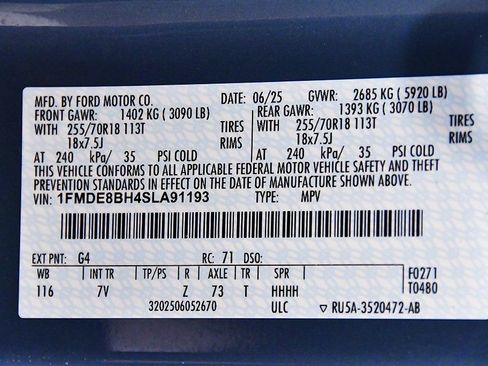 MFD. BY FORD MOTOR CO. DATE: 06/25 GVWR: 2685 KG ( 5920 LB)
FRONT GAWR: 1402 KG ( 3090 LB) REAR GAWR: 1393 KG ( 3070 LB)
WITH 255/70R18 113T TIRES WITH 255/70R18 113T TIRES
18x7.5J RIMS 18x7.5J RIMS
AT 240 kPa/ 35 PSI COLD AT 240 kPa/ 35 PSI COLD
THIS VEHICLE CONFORMS TO ALL APPLICABLE FEDERAL MOTOR VEHICLE SAFETY AND THEFT
PREVENTION STANDARDS IN EFFECT ON THE DATE OF MANUFACTURE SHOWN ABOVE.
VIN: 1FMDE8BH4SLA91193 TYPE: MPV
EXT PNT: G4 RC: 71 DSO:
WB INT TR TP/PS R AXLE TR SPR F0271
116 7V Z 73 T HHHH T0480
3202506052670 ULC ▽ RU5A-3520472-AB